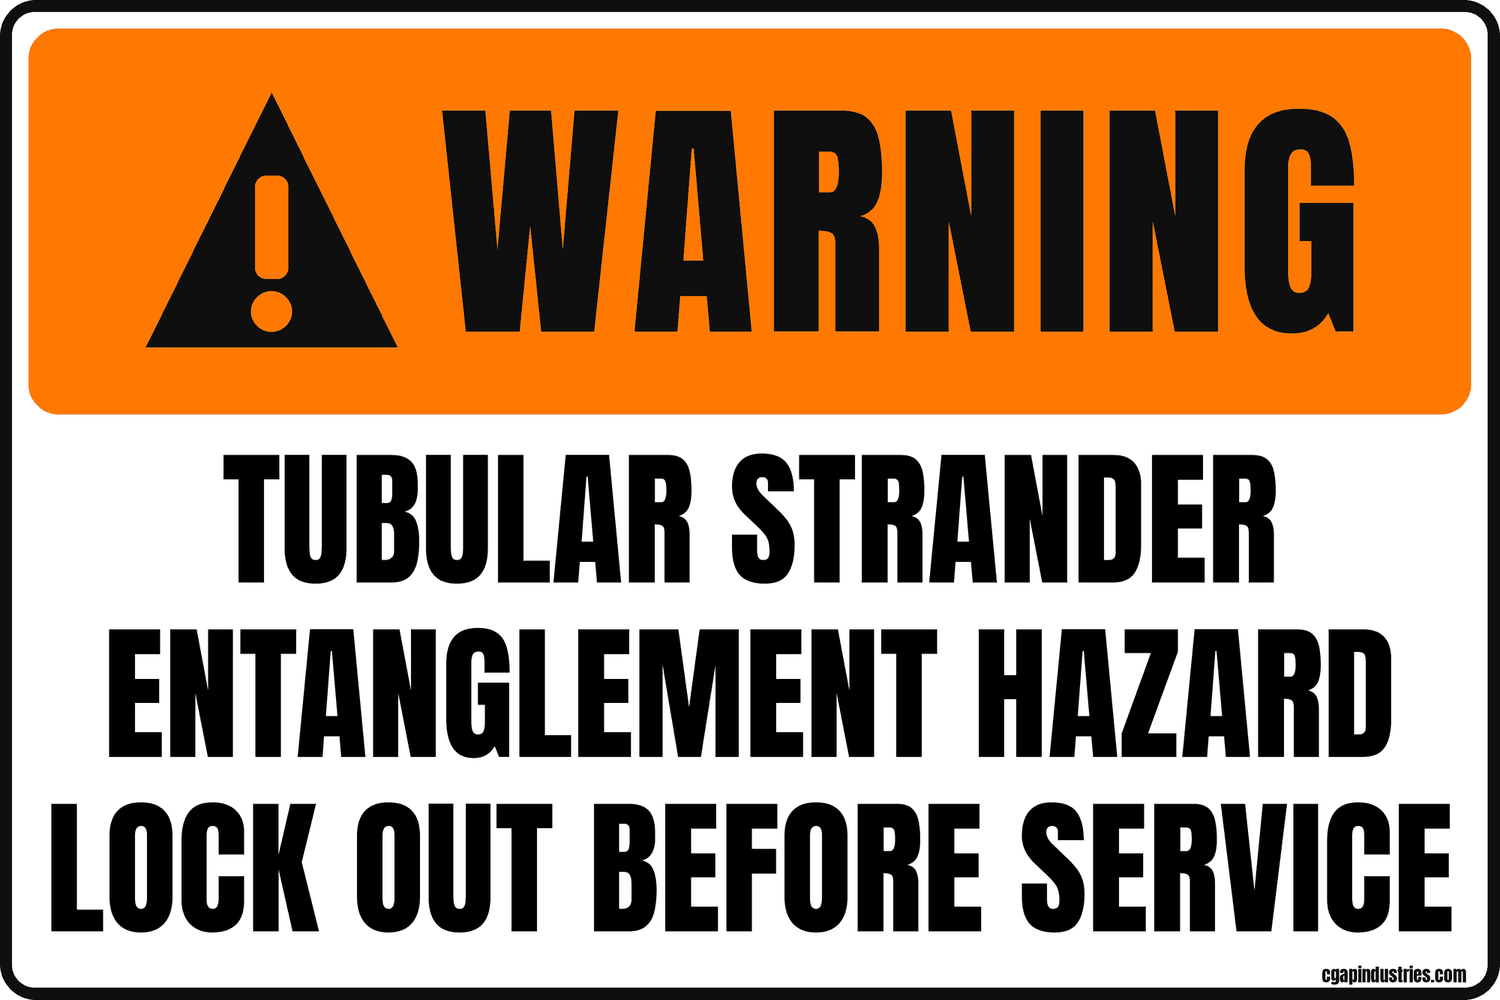 WARNING
TUBULAR STRANDER
ENTANGLEMENT HAZARD
LOCK OUT BEFORE SERVICE
cgapindustries.com